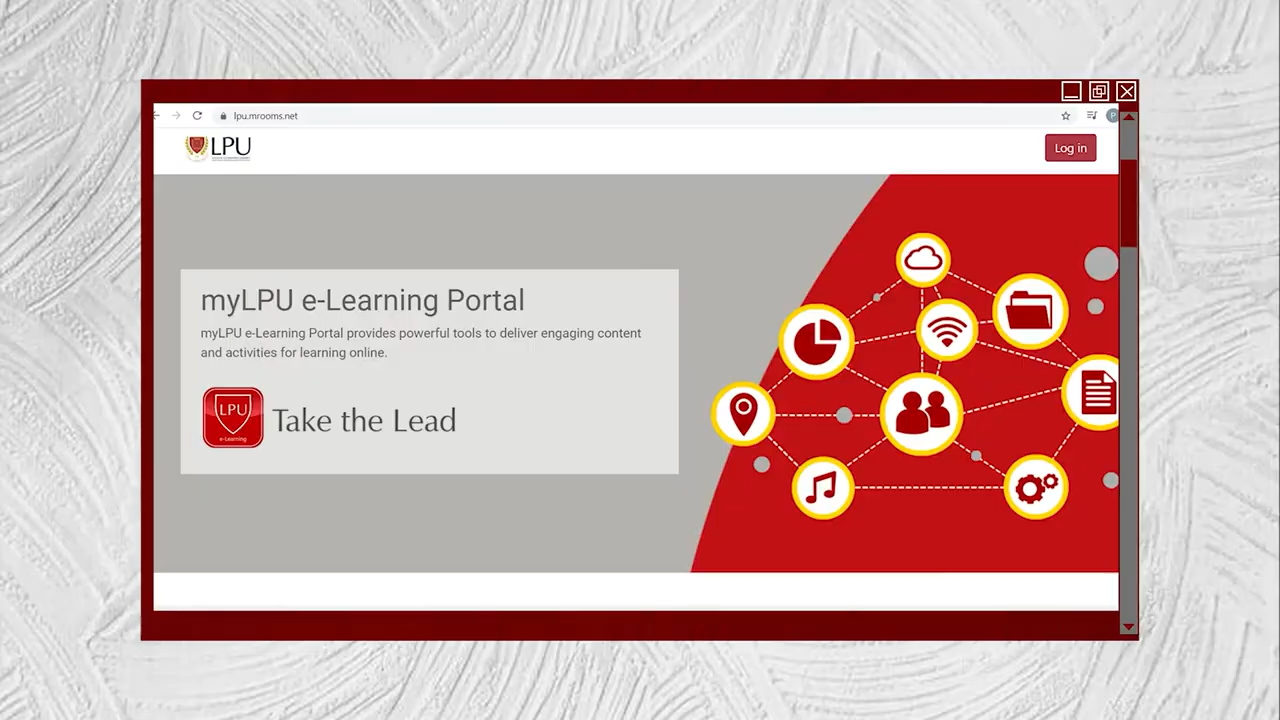 lpu.mrooms.net
P
LPU
Log in
myLPU e-Learning Portal
myLPU e-Learning Portal provides powerful tools to deliver engaging content
and activities for learning online.
LPU
e-Learning
Take the Lead